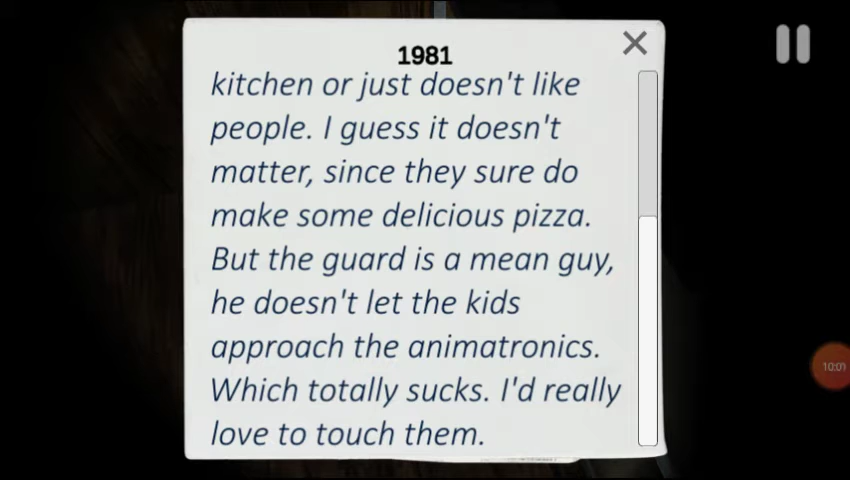 1981
kitchen or just doesn't like
people. I guess it doesn't
matter, since they sure do
make some delicious pizza.
But the guard is a mean guy,
he doesn't let the kids
approach the animatronics.
Which totally sucks. I'd really
love to touch them.